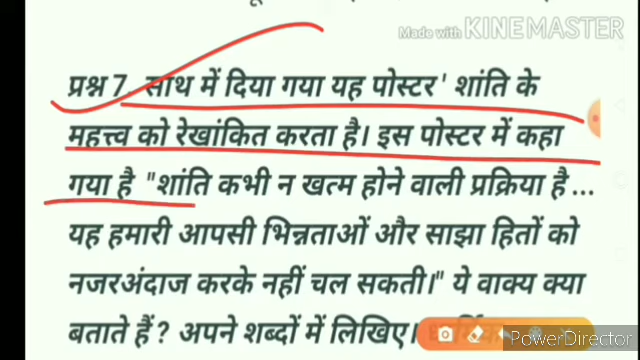 Made with KINEMASTER
प्रश्न 7. साथ में दिया गया यह पोस्टर ' शांति के
महत्त्व को रेखांकित करता है। इस पोस्टर में कहा
गया है "शांति कभी न खत्म होने वाली प्रक्रिया है...
यह हमारी आपसी भिन्नताओं और साझा हितों को
नजरअंदाज करके नहीं चल सकती।" ये वाक्य क्या
बताते हैं? अपने शब्दों में लिखिए।
PowerDirector